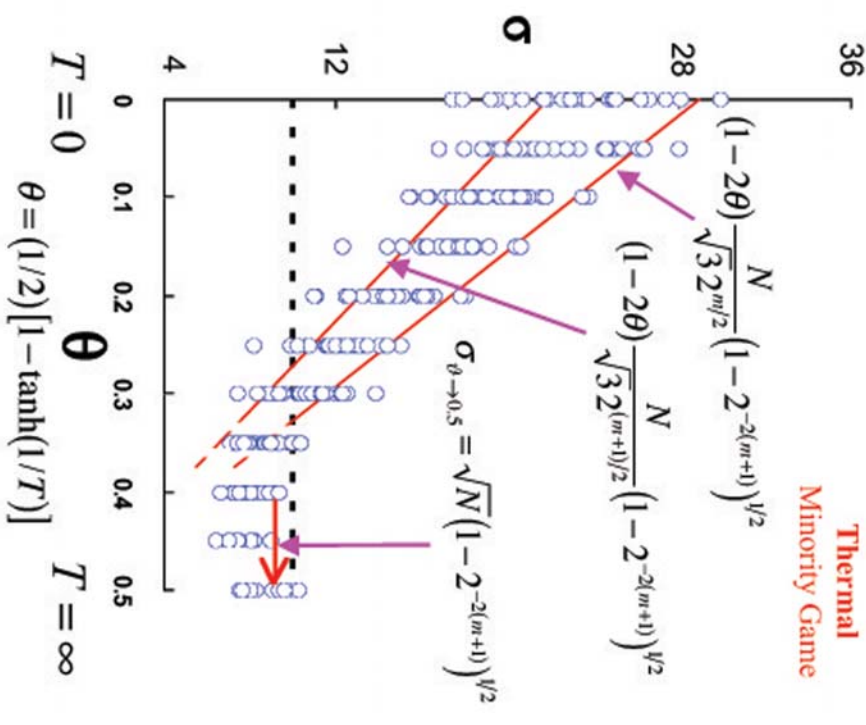 Thermal
Minority Game
(1-2θ) N/(√3 2^{m/2}) (1-2^{-2(m+1)})^{1/2}
(1-2θ) N/(√3 2^{(m+1)/2}) (1-2^{-2(m+1)})^{1/2}
σ_{ϑ→0.5} = √N (1-2^{-2(m+1)})^{1/2}
36
28
σ
12
4
0 0.1 0.2 0.3 0.4 0.5
T = 0 θ T = ∞
θ = (1/2)[1-tanh(1/T)]